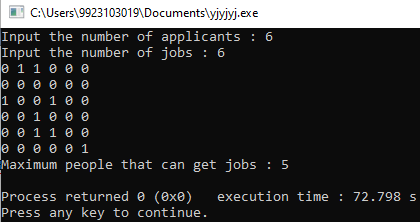 C:\Users\9923103019\Documents\yjyjyj.exe
Input the number of applicants : 6
Input the number of jobs : 6
0 1 1 0 0 0
0 0 0 0 0 0
1 0 0 1 0 0
0 0 1 0 0 0
0 0 1 1 0 0
0 0 0 0 0 1
Maximum people that can get jobs : 5
Process returned 0 (0x0)   execution time : 72.798 s
Press any key to continue.